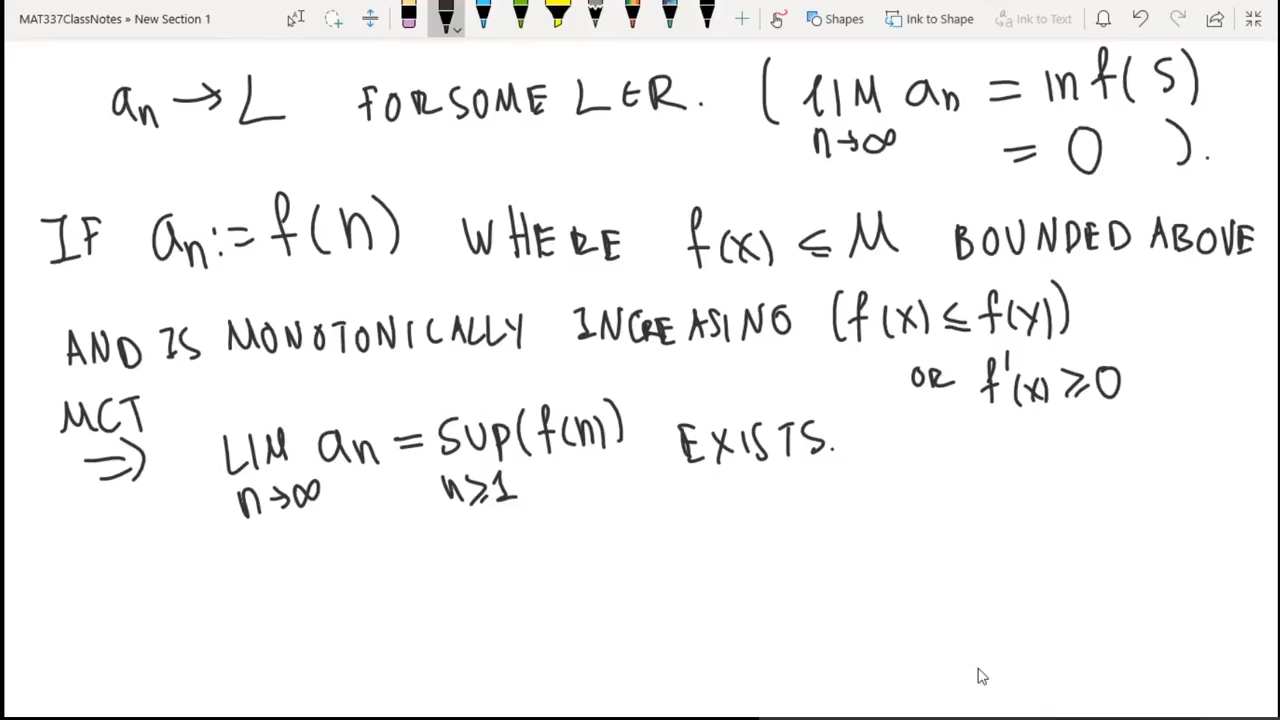 MAT337ClassNotes » New Section 1
Shapes
Ink to Shape
Ink to Text
aₙ → L FOR SOME L ∈ R. ( lIM aₙ = Inf(S)
n→∞ = 0 ).
IF aₙ := f(n) WHERE f(x) ≤ M BOUNDED ABOVE
AND IS MONOTONICALLY INCREASING (f(x) ≤ f(y))
OR f'(x) ≥ 0
MCT
⇒ LIM aₙ = SUP(f(n)) EXISTS.
n→∞ n≥1